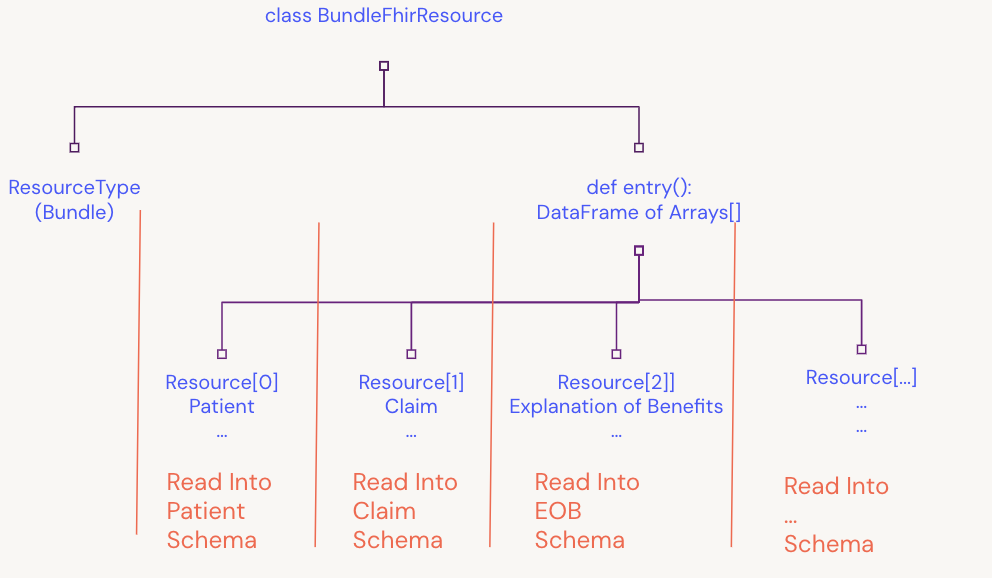 class BundleFhirResource
ResourceType
(Bundle)
def entry():
DataFrame of Arrays[]
Resource[0]
Patient
...
Resource[1]
Claim
...
Resource[2]]
Explanation of Benefits
...
Resource[...]
...
...
Read Into
Patient
Schema
Read Into
Claim
Schema
Read Into
EOB
Schema
Read Into
...
Schema